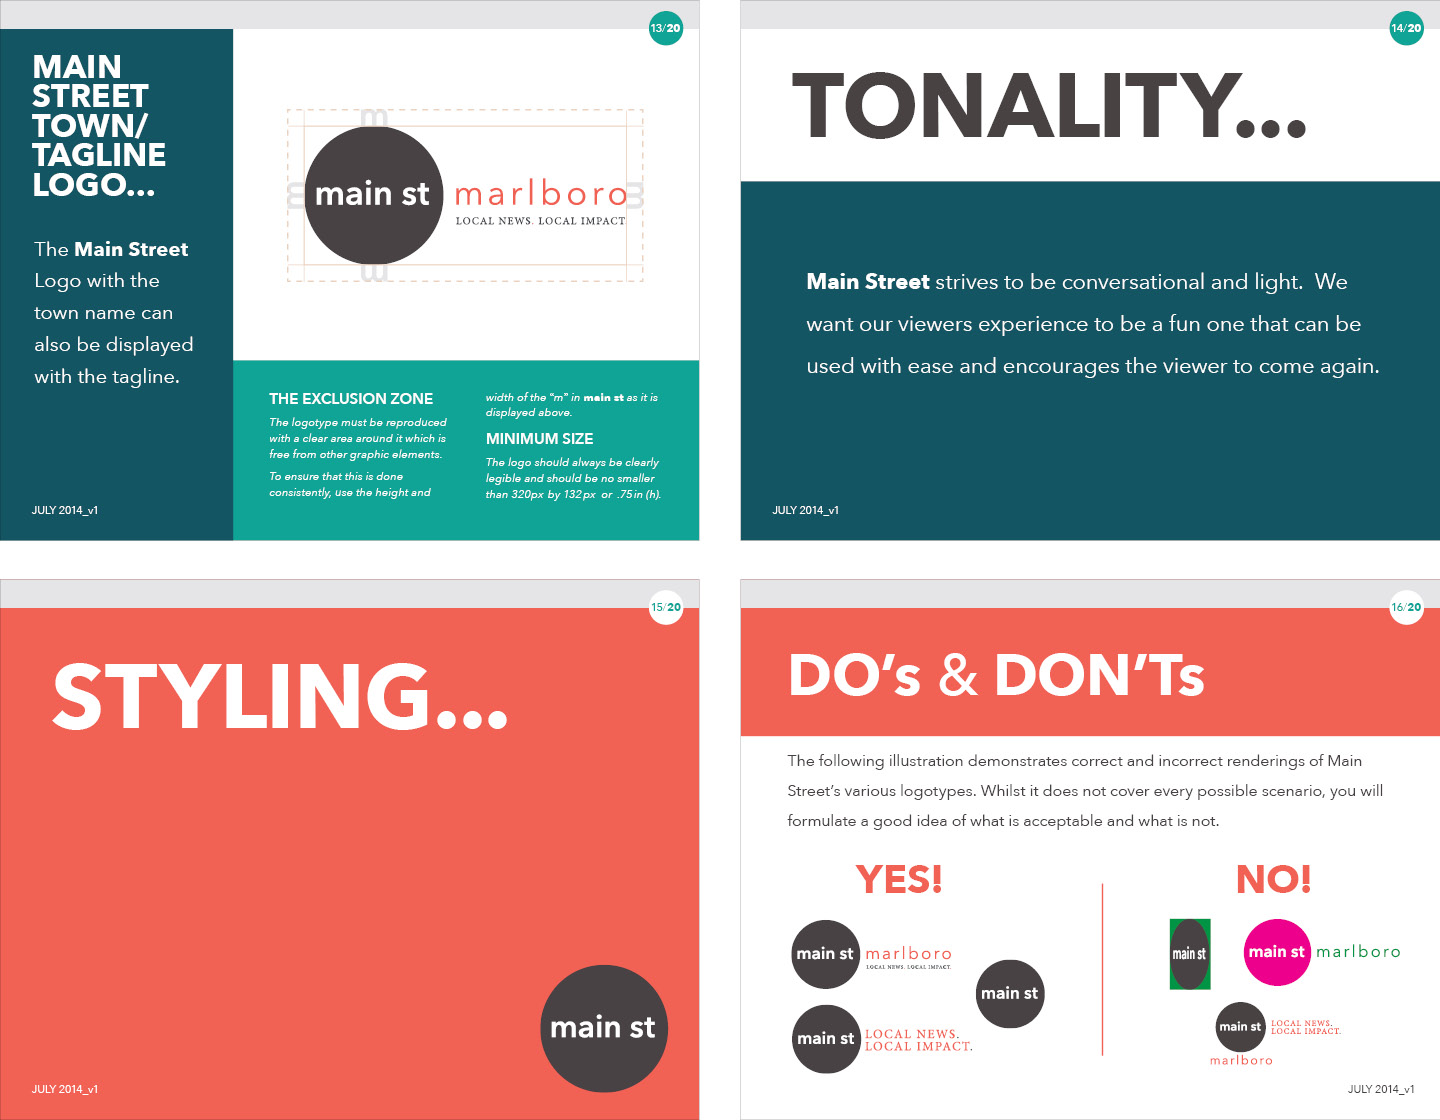 13/20
MAIN
STREET
TOWN/
TAGLINE
LOGO...
The Main Street
Logo with the
town name can
also be displayed
with the tagline.
JULY 2014_v1
m
m
m
m
main st marlboro
LOCAL NEWS. LOCAL IMPACT.
THE EXCLUSION ZONE
The logotype must be reproduced
with a clear area around it which is
free from other graphic elements.
To ensure that this is done
consistently, use the height and
width of the "m" in main st as it is
displayed above.
MINIMUM SIZE
The logo should always be clearly
legible and should be no smaller
than 320px by 132px or .75in (h).
14/20
TONALITY...
Main Street strives to be conversational and light.  We
want our viewers experience to be a fun one that can be
used with ease and encourages the viewer to come again.
JULY 2014_v1
15/20
STYLING...
main st
JULY 2014_v1
16/20
DO's & DON'Ts
The following illustration demonstrates correct and incorrect renderings of Main
Street's various logotypes. Whilst it does not cover every possible scenario, you will
formulate a good idea of what is acceptable and what is not.
YES!
main st marlboro
LOCAL NEWS. LOCAL IMPACT.
main st
main st LOCAL NEWS.
LOCAL IMPACT.
NO!
main st
main st marlboro
main st LOCAL NEWS.
LOCAL IMPACT.
marlboro
JULY 2014_v1